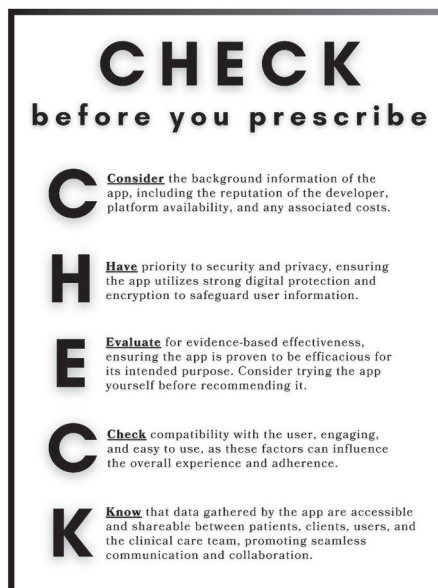 CHECK
before you prescribe
C
Consider the background information of the
app, including the reputation of the developer,
platform availability, and any associated costs.
H
Have priority to security and privacy, ensuring
the app utilizes strong digital protection and
encryption to safeguard user information.
E
Evaluate for evidence-based effectiveness,
ensuring the app is proven to be efficacious for
its intended purpose. Consider trying the app
yourself before recommending it.
C
Check compatibility with the user, engaging,
and easy to use, as these factors can influence
the overall experience and adherence.
K
Know that data gathered by the app are accessible
and shareable between patients, clients, users, and
the clinical care team, promoting seamless
communication and collaboration.